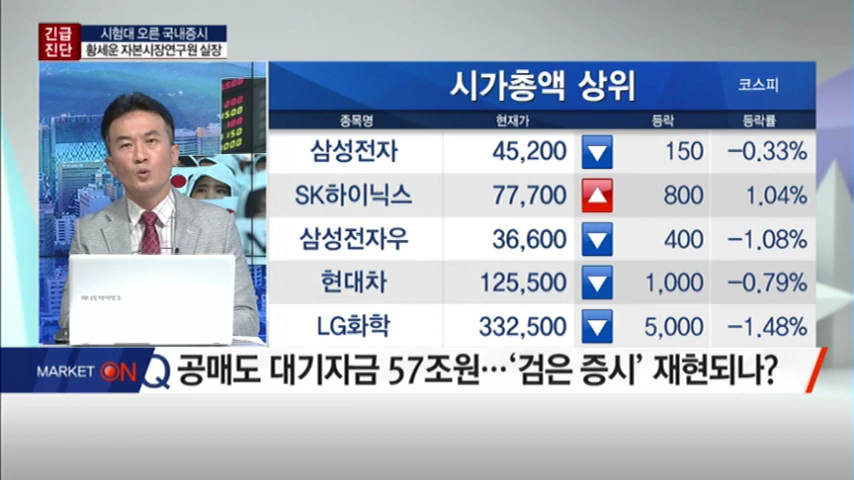 긴급
진단
시험대 오른 국내증시
황세운 자본시장연구원 실장
시가총액 상위
코스피
종목명 현재가 등락 등락률
삼성전자 45,200 ▼ 150 -0.33%
SK하이닉스 77,700 ▲ 800 1.04%
삼성전자우 36,600 ▼ 400 -1.08%
현대차 125,500 ▼ 1,000 -0.79%
LG화학 332,500 ▼ 5,000 -1.48%
MARKET ON
Q 공매도 대기자금 57조원…‘검은 증시’ 재현되나?